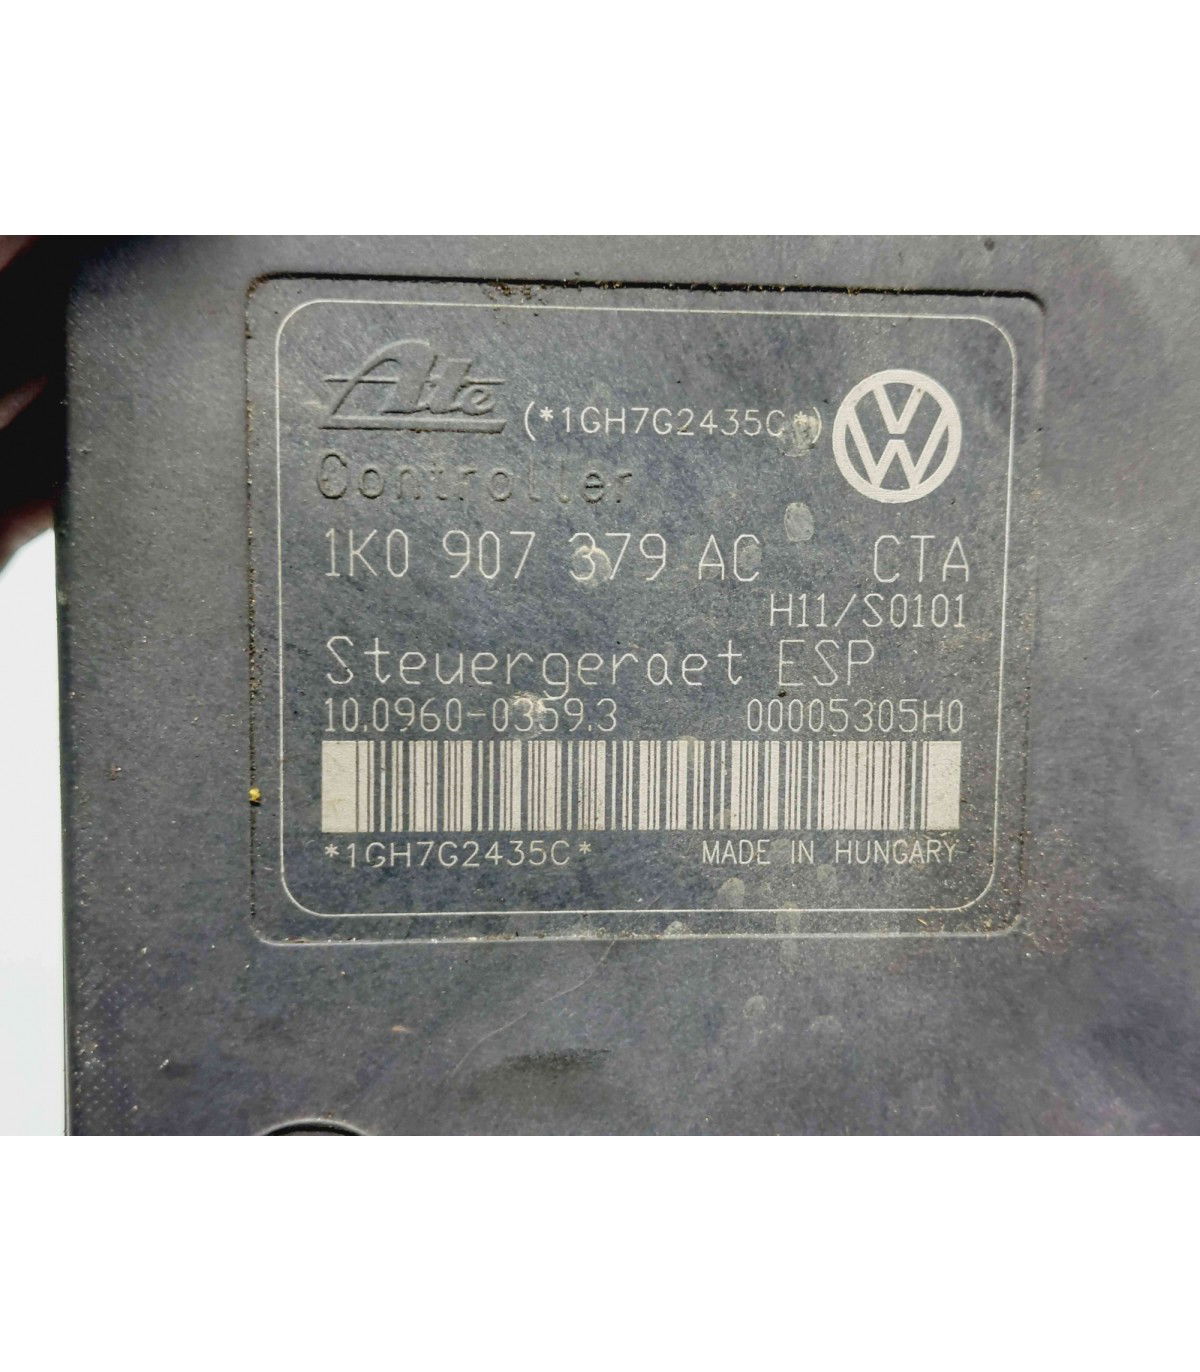 Ate (*1GH7G2435C*)
Controller
1K0 907 379 AC CTA
H11/S0101
Steuergeraet ESP
10.0960-0359.3 00005305H0
*1GH7G2435C* MADE IN HUNGARY